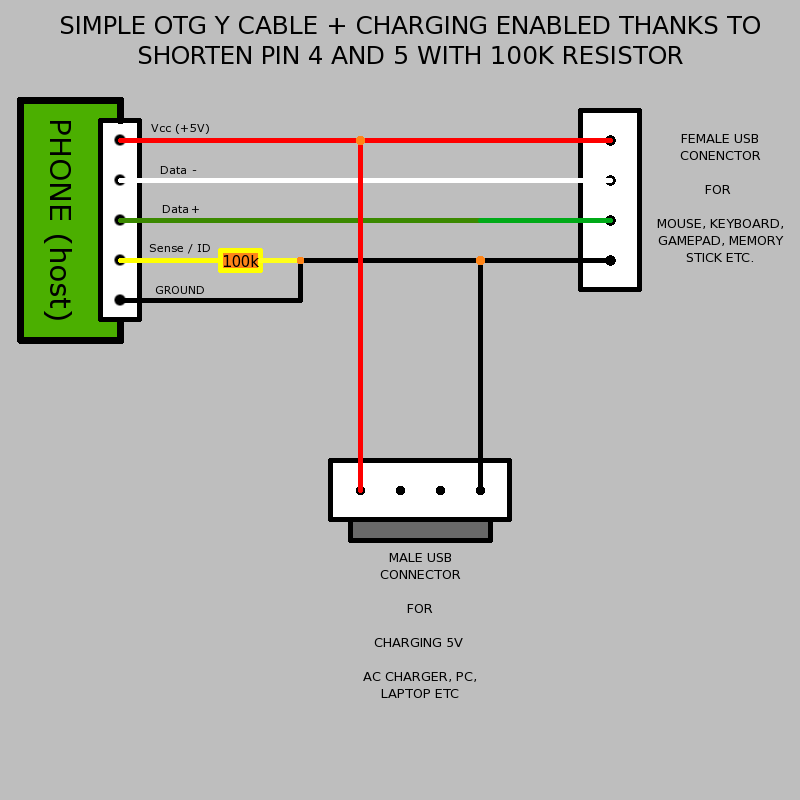 SIMPLE OTG Y CABLE + CHARGING ENABLED THANKS TO
SHORTEN PIN 4 AND 5 WITH 100K RESISTOR
PHONE (host)
Vcc (+5V)
Data -
Data+
Sense / ID
100k
GROUND
FEMALE USB
CONENCTOR
FOR
MOUSE, KEYBOARD,
GAMEPAD, MEMORY
STICK ETC.
MALE USB
CONNECTOR
FOR
CHARGING 5V
AC CHARGER, PC,
LAPTOP ETC